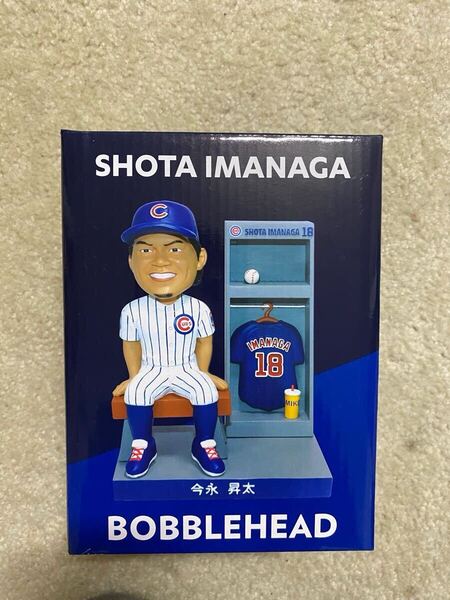 SHOTA IMANAGA
C
SHOTA IMANAGA 18
IMANAGA
18
今永 昇太
BOBBLEHEAD